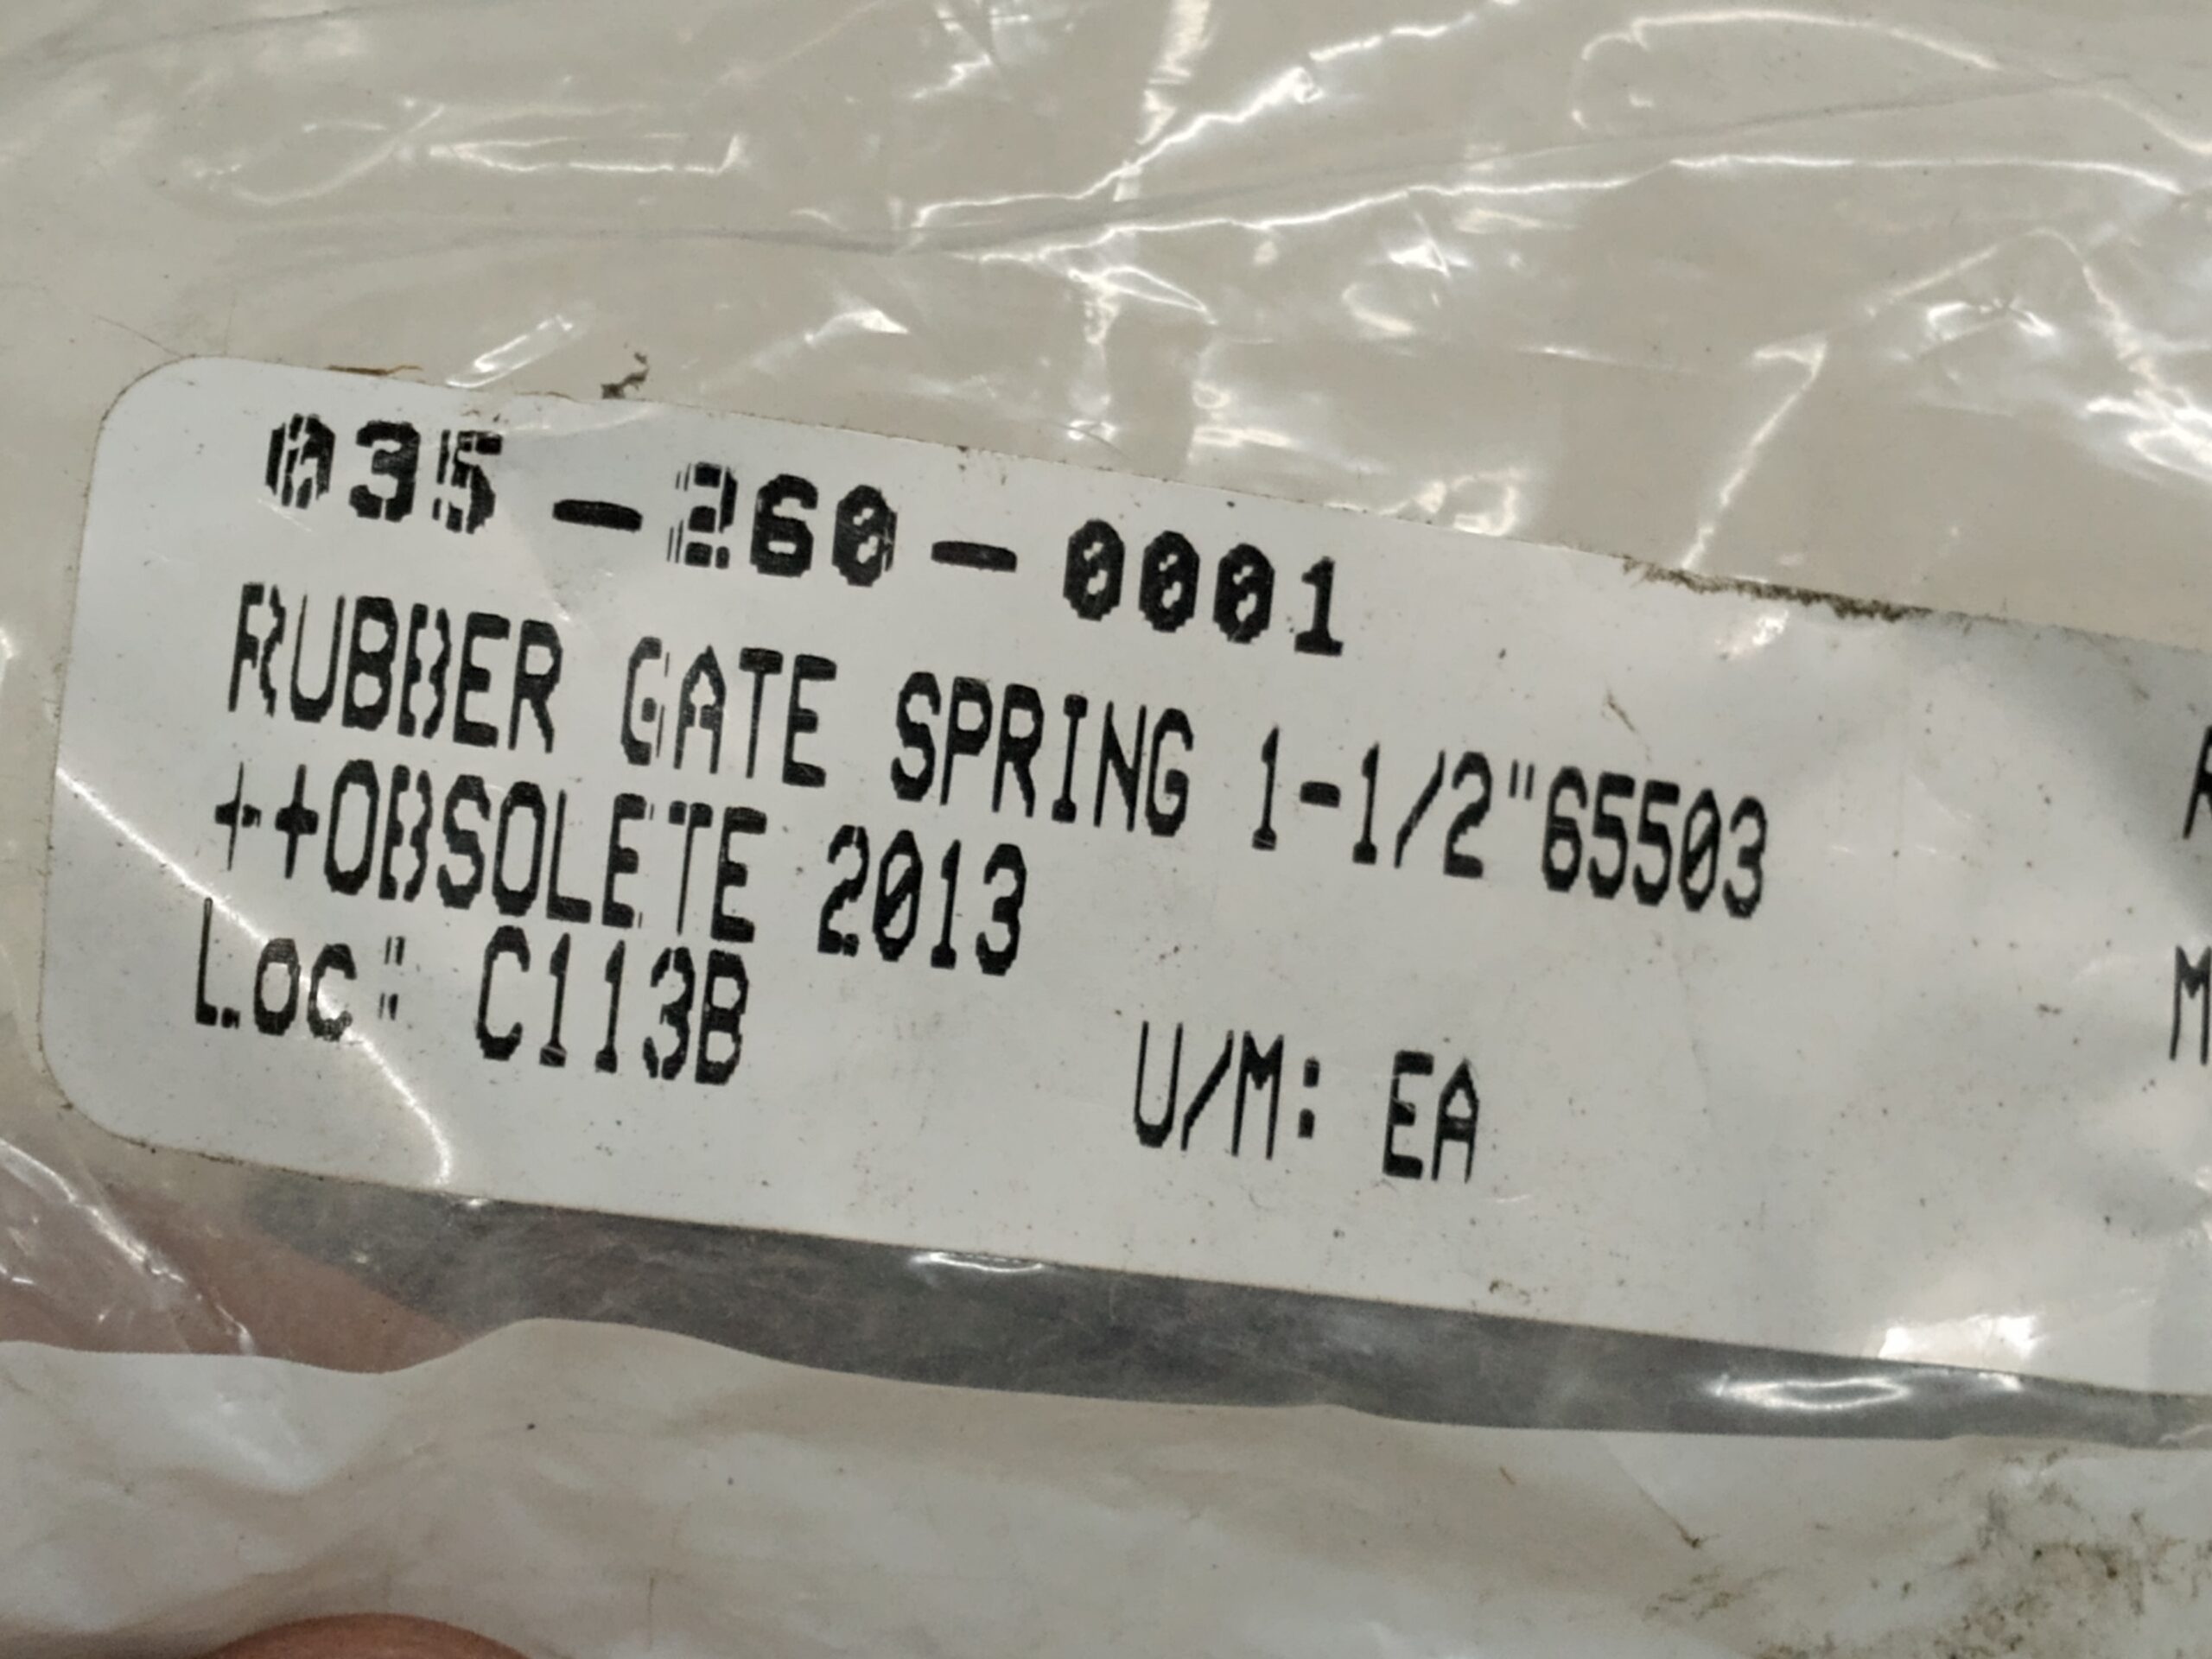 035-260-0001
RUBBER GATE SPRING 1-1/2"65503
++OBSOLETE 2013
Loc: C113B
U/M: EA
M